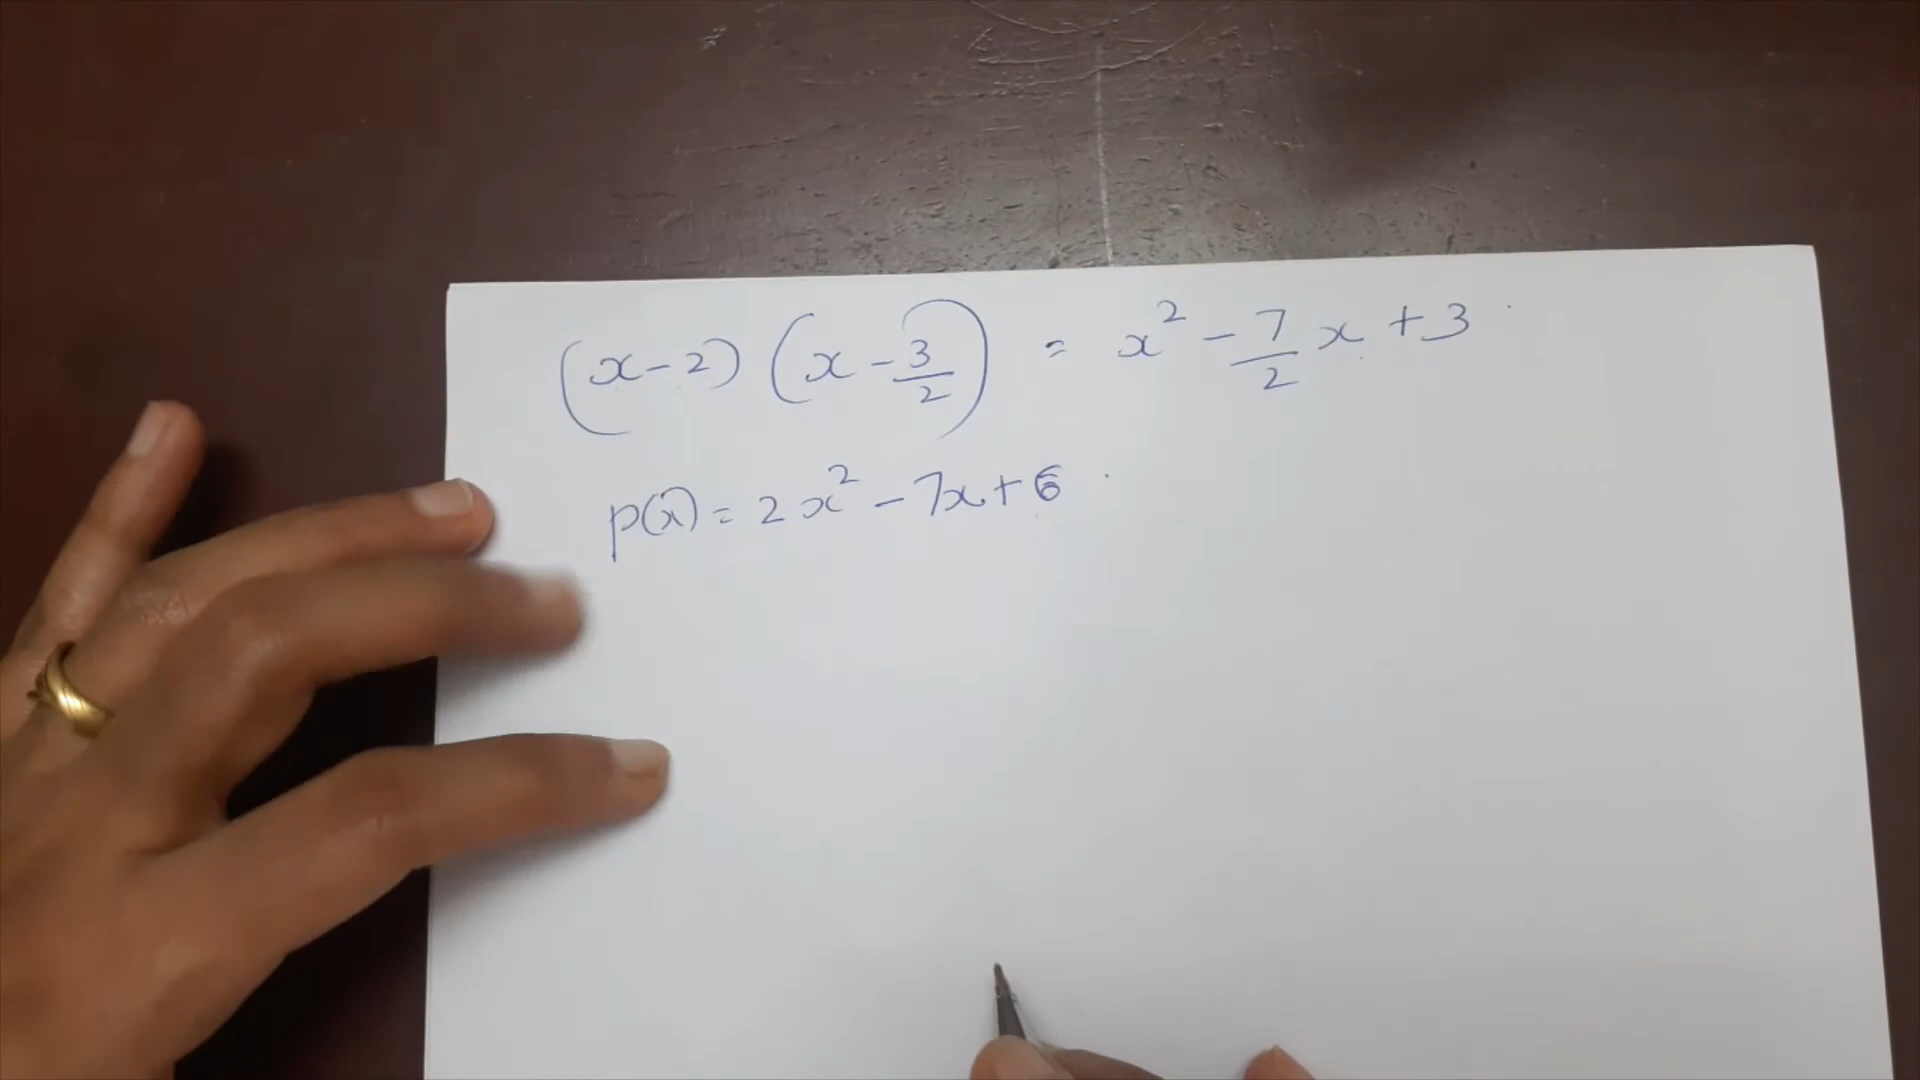 (x-2) (x-3/2) = x² - 7/2 x + 3
p(x) = 2x² - 7x + 6